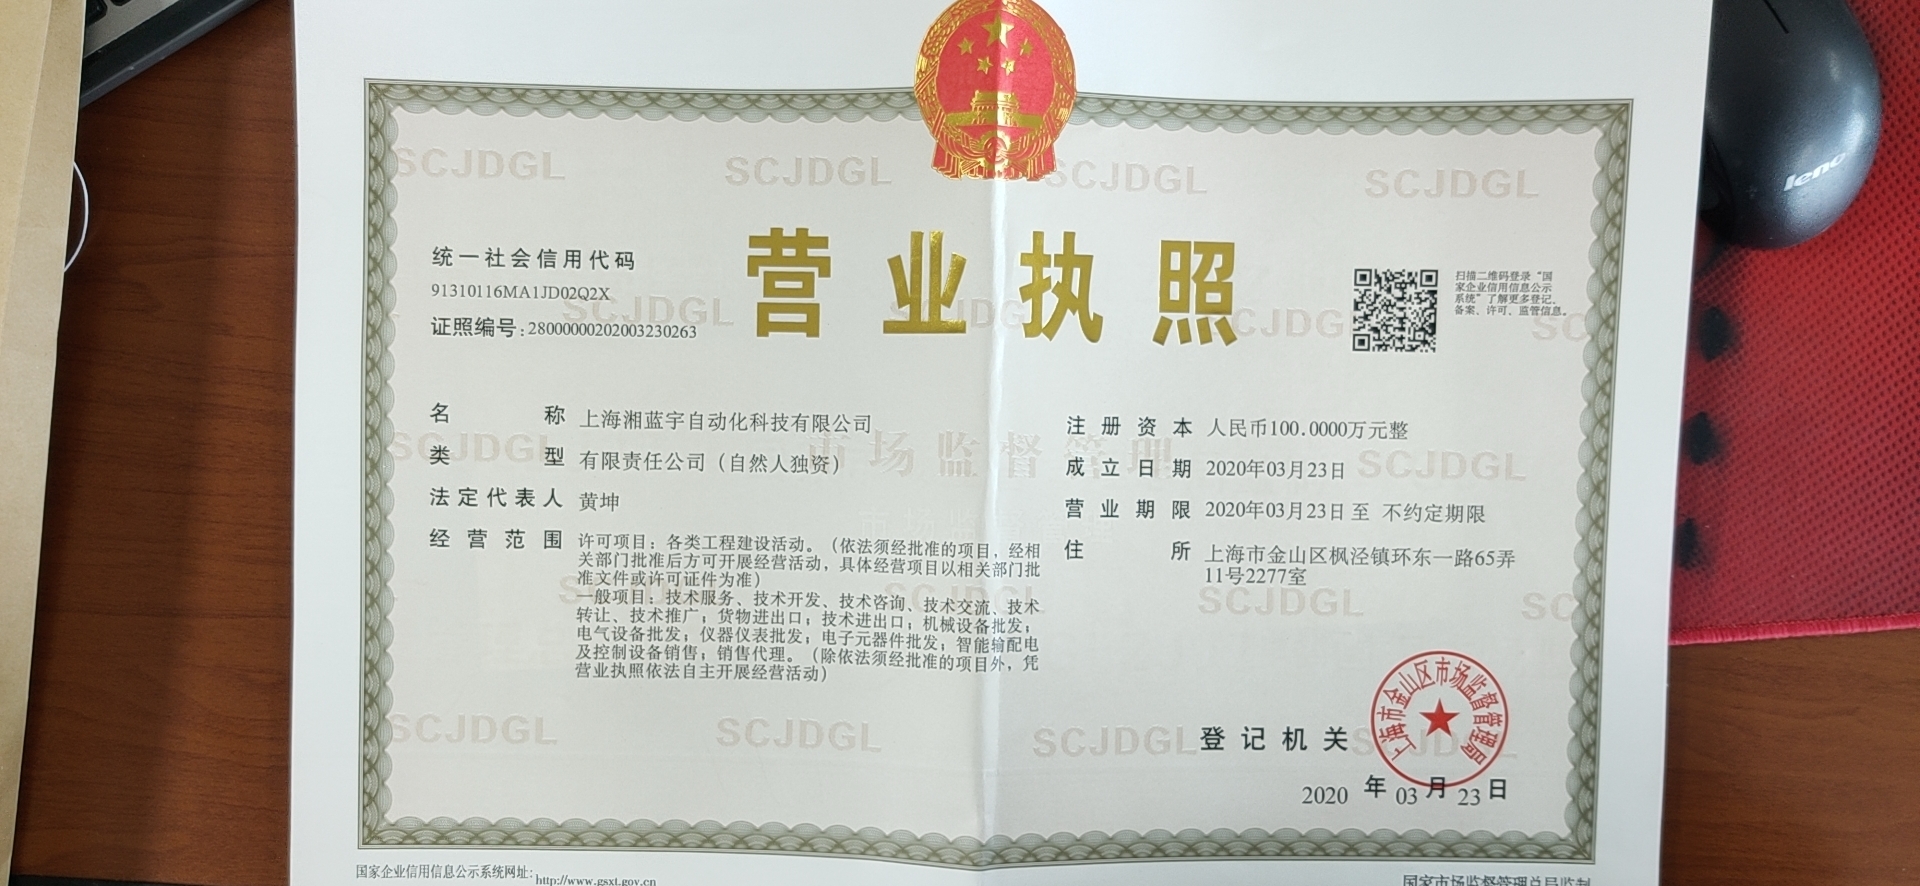 营业执照
统一社会信用代码
91310116MA1JD02Q2X
证照编号:28000000202003230263
扫描二维码登录“国
家企业信用信息公示
系统”了解更多登记、
备案、许可、监管信息。
名称 上海湘蓝宇自动化科技有限公司
类型 有限责任公司（自然人独资）
法定代表人 黄坤
经营范围 许可项目：各类工程建设活动。（依法须经批准的项目，经相
关部门批准后方可开展经营活动，具体经营项目以相关部门批
准文件或许可证件为准）
一般项目：技术服务、技术开发、技术咨询、技术交流、技术
转让、技术推广；货物进出口；技术进出口；机械设备批发；
电气设备批发；仪器仪表批发；电子元器件批发；智能输配电
及控制设备销售；销售代理。（除依法须经批准的项目外，凭
营业执照依法自主开展经营活动）
注册资本 人民币100.0000万元整
成立日期 2020年03月23日
营业期限 2020年03月23日 至 不约定期限
住所 上海市金山区枫泾镇环东一路65弄
11号2277室
登记机关
上海市金山区市场监督管理局
2020 年 03 月 23 日
国家企业信用信息公示系统网址: http://www.gsxt.gov.cn
国家市场监督管理总局监制
SCJDGL
市场监督管理